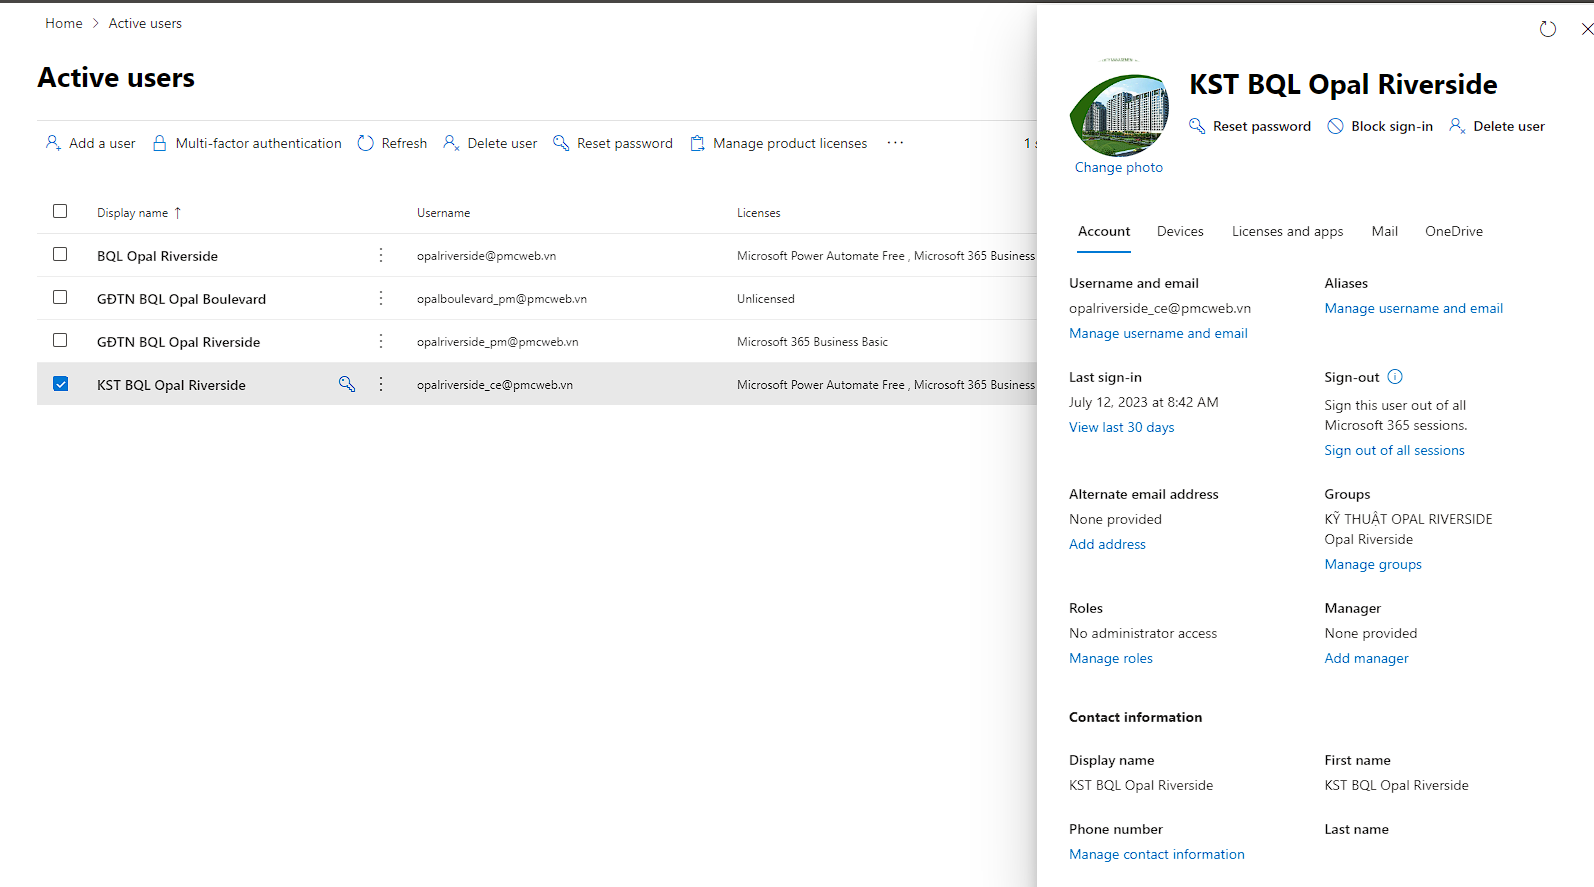 Home > Active users
Active users
Add a user
Multi-factor authentication
Refresh
Delete user
Reset password
Manage product licenses
1
Display name ↑
Username
Licenses
BQL Opal Riverside
opalriverside@pmcweb.vn
Microsoft Power Automate Free , Microsoft 365 Business
GĐTN BQL Opal Boulevard
opalboulevard_pm@pmcweb.vn
Unlicensed
GĐTN BQL Opal Riverside
opalriverside_pm@pmcweb.vn
Microsoft 365 Business Basic
KST BQL Opal Riverside
opalriverside_ce@pmcweb.vn
Microsoft Power Automate Free , Microsoft 365 Business
KST BQL Opal Riverside
Reset password
Block sign-in
Delete user
Change photo
Account
Devices
Licenses and apps
Mail
OneDrive
Username and email
opalriverside_ce@pmcweb.vn
Manage username and email
Aliases
Manage username and email
Last sign-in
July 12, 2023 at 8:42 AM
View last 30 days
Sign-out
Sign this user out of all
Microsoft 365 sessions.
Sign out of all sessions
Alternate email address
None provided
Add address
Groups
KỸ THUẬT OPAL RIVERSIDE
Opal Riverside
Manage groups
Roles
No administrator access
Manage roles
Manager
None provided
Add manager
Contact information
Display name
KST BQL Opal Riverside
First name
KST BQL Opal Riverside
Phone number
Manage contact information
Last name